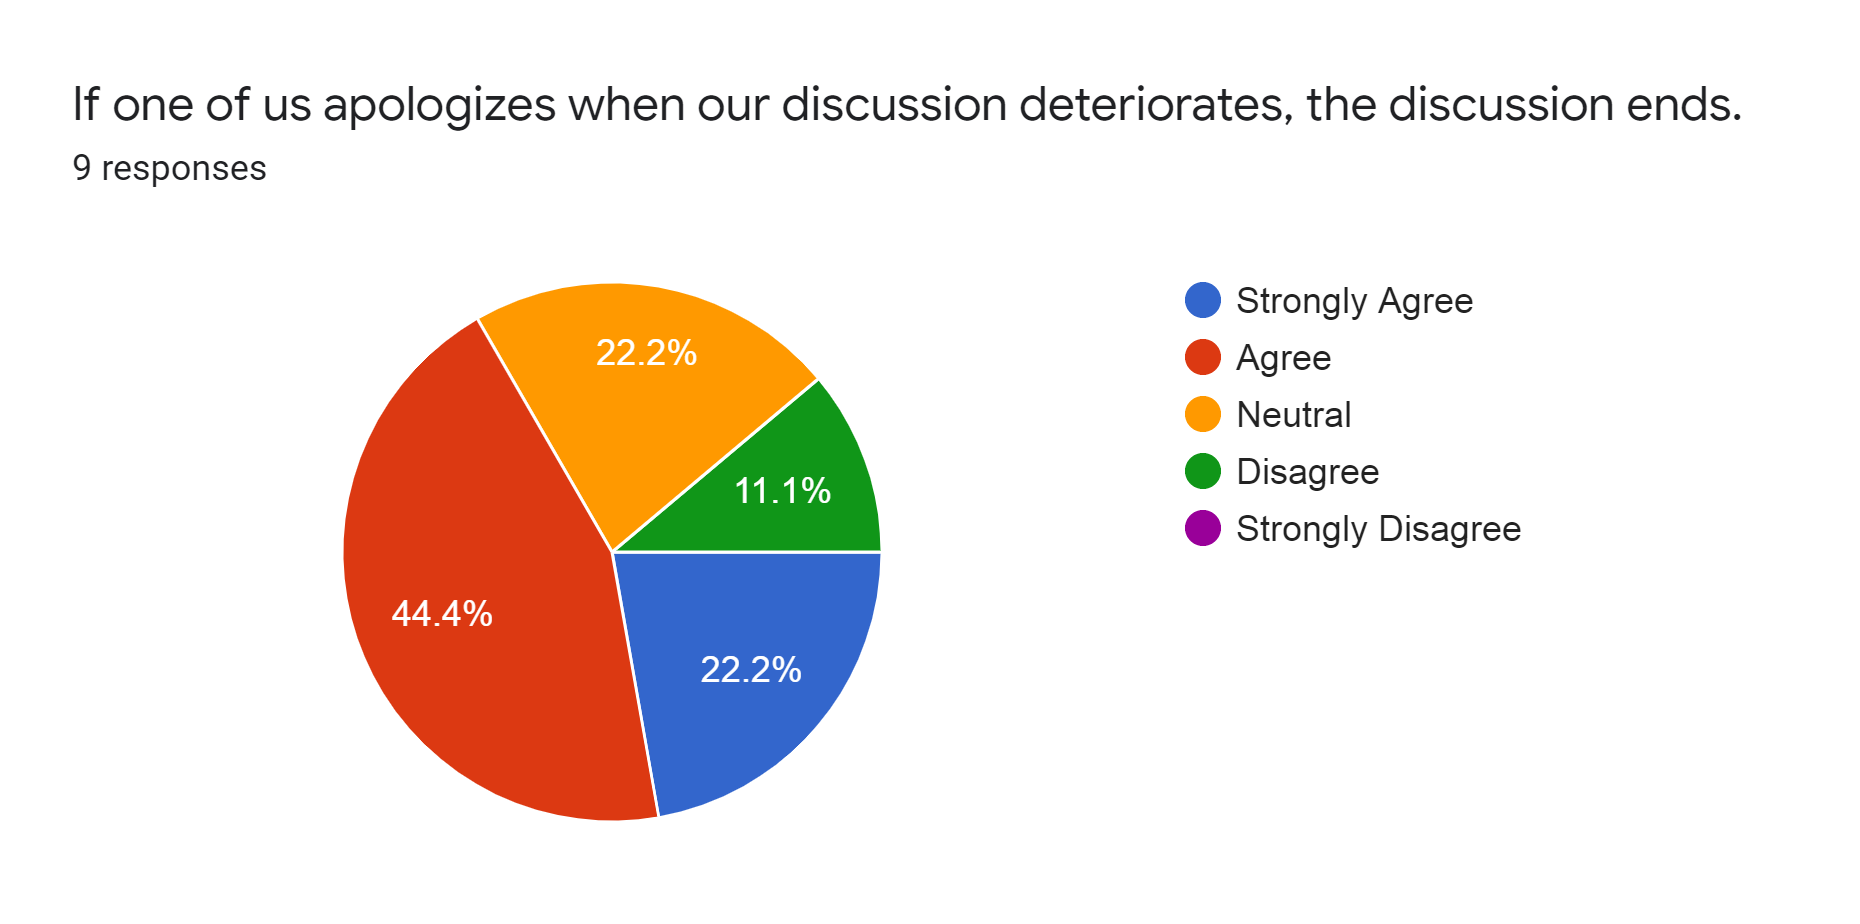 If one of us apologizes when our discussion deteriorates, the discussion ends.
9 responses
22.2%
11.1%
44.4%
22.2%
Strongly Agree
Agree
Neutral
Disagree
Strongly Disagree